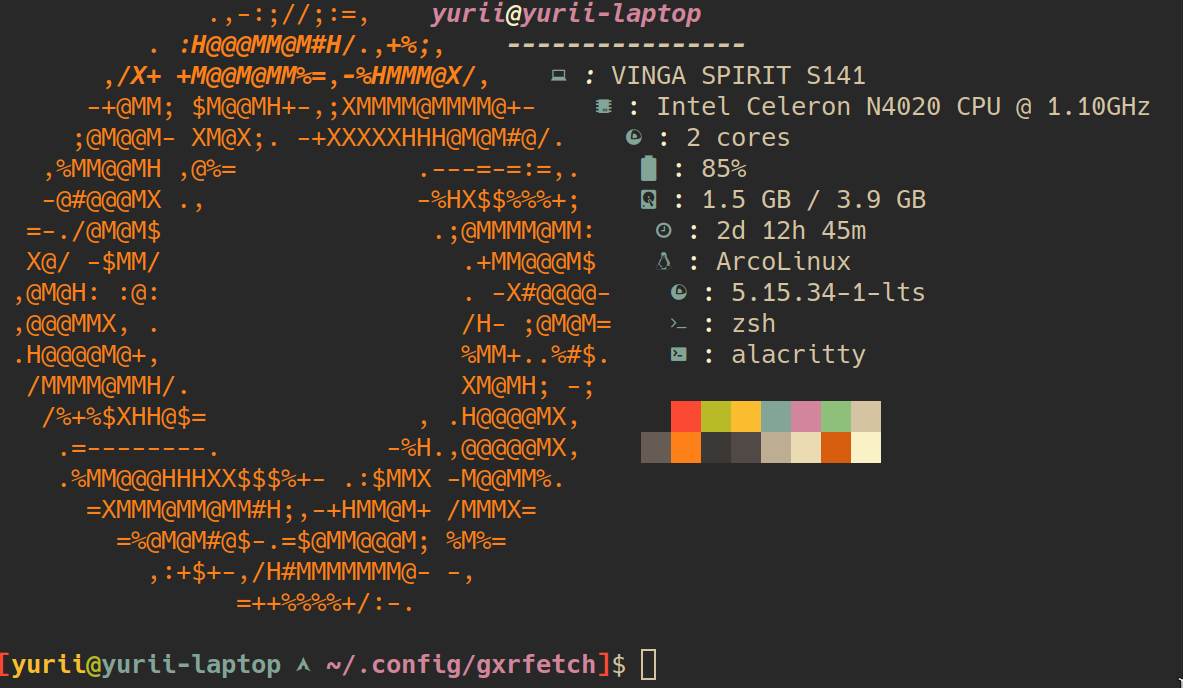 .,-:;//;:=,    yurii@yurii-laptop
. :H@@@MM@M#H/.,+%;,    ----------------
,/X+ +M@@M@MM%=,-%HMMM@X/,    : VINGA SPIRIT S141
-+@MM; $M@@MH+-,;XMMMM@MMMM@+-    : Intel Celeron N4020 CPU @ 1.10GHz
;@M@@M- XM@X;. -+XXXXXHHH@M@M#@/.    : 2 cores
,%MM@@MH ,@%=            .---=-=:=,.    : 85%
-@#@@@MX .,              -%HX$$%%%+;    : 1.5 GB / 3.9 GB
=-./@M@M$                  .;@MMMM@MM:    : 2d 12h 45m
X@/ -$MM/                    .+MM@@@M$    : ArcoLinux
,@M@H: :@:                    . -X#@@@@-    : 5.15.34-1-lts
,@@@MMX, .                    /H- ;@M@M=    : zsh
.H@@@@M@+,                    %MM+..%#$.    : alacritty
/MMMM@MMH/.                  XM@MH; -;
/%+%$XHH@$=              , .H@@@@MX,
.=--------.           -%H.,@@@@@MX,
.%MM@@@HHHXX$$$%+- .:$MMX -M@@MM%.
=XMMM@MM@MM#H;,-+HMM@M+ /MMMX=
=%@M@M#@$-.=$@MM@@@M; %M%=
,:+$+-,/H#MMMMMMM@- -,
=++%%%%+/:-.
[yurii@yurii-laptop ~/.config/gxrfetch]$